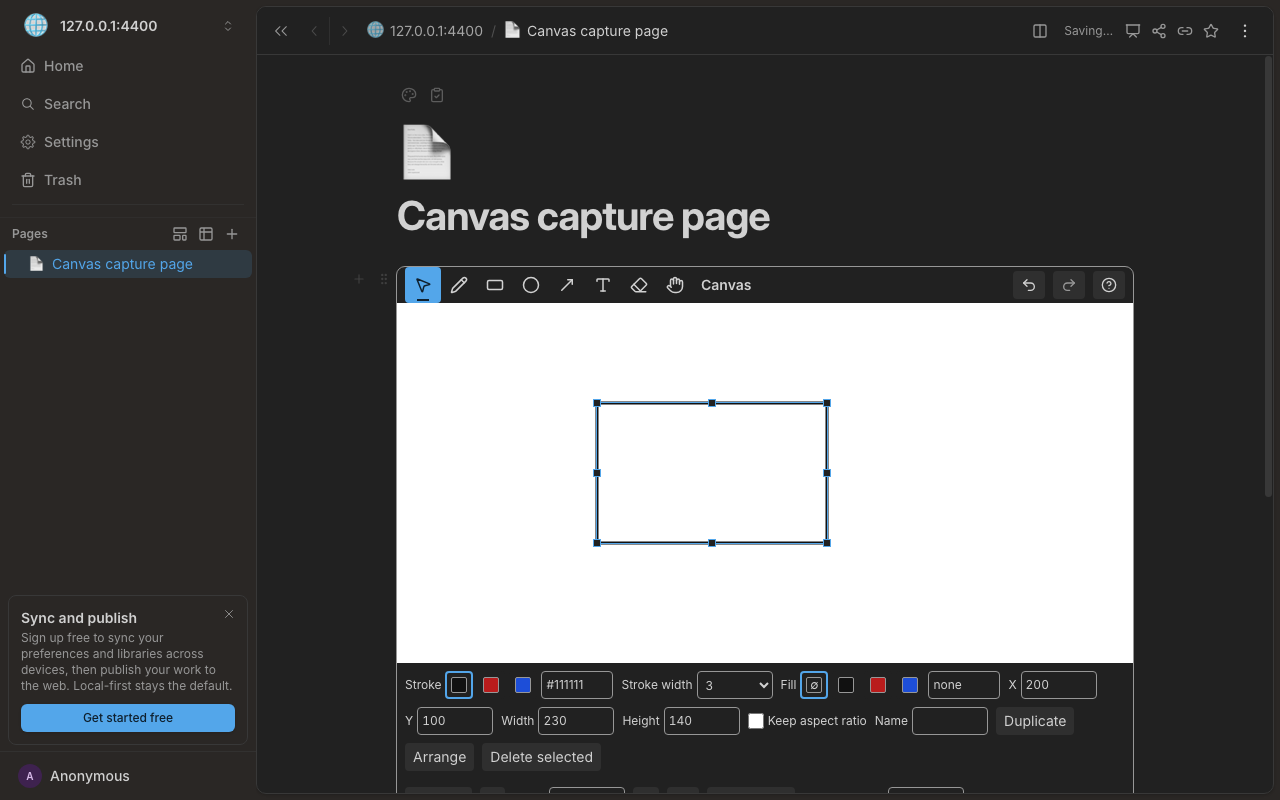 127.0.0.1:4400
Home
Search
Settings
Trash
Pages
Canvas capture page
Sync and publish
Sign up free to sync your
preferences and libraries across
devices, then publish your work to
the web. Local-first stays the default.
Get started free
A Anonymous
127.0.0.1:4400 / Canvas capture page
Saving...
Canvas capture page
Canvas
Stroke #111111 Stroke width 3 Fill none X 200
Y 100 Width 230 Height 140 Keep aspect ratio Name Duplicate
Arrange Delete selected